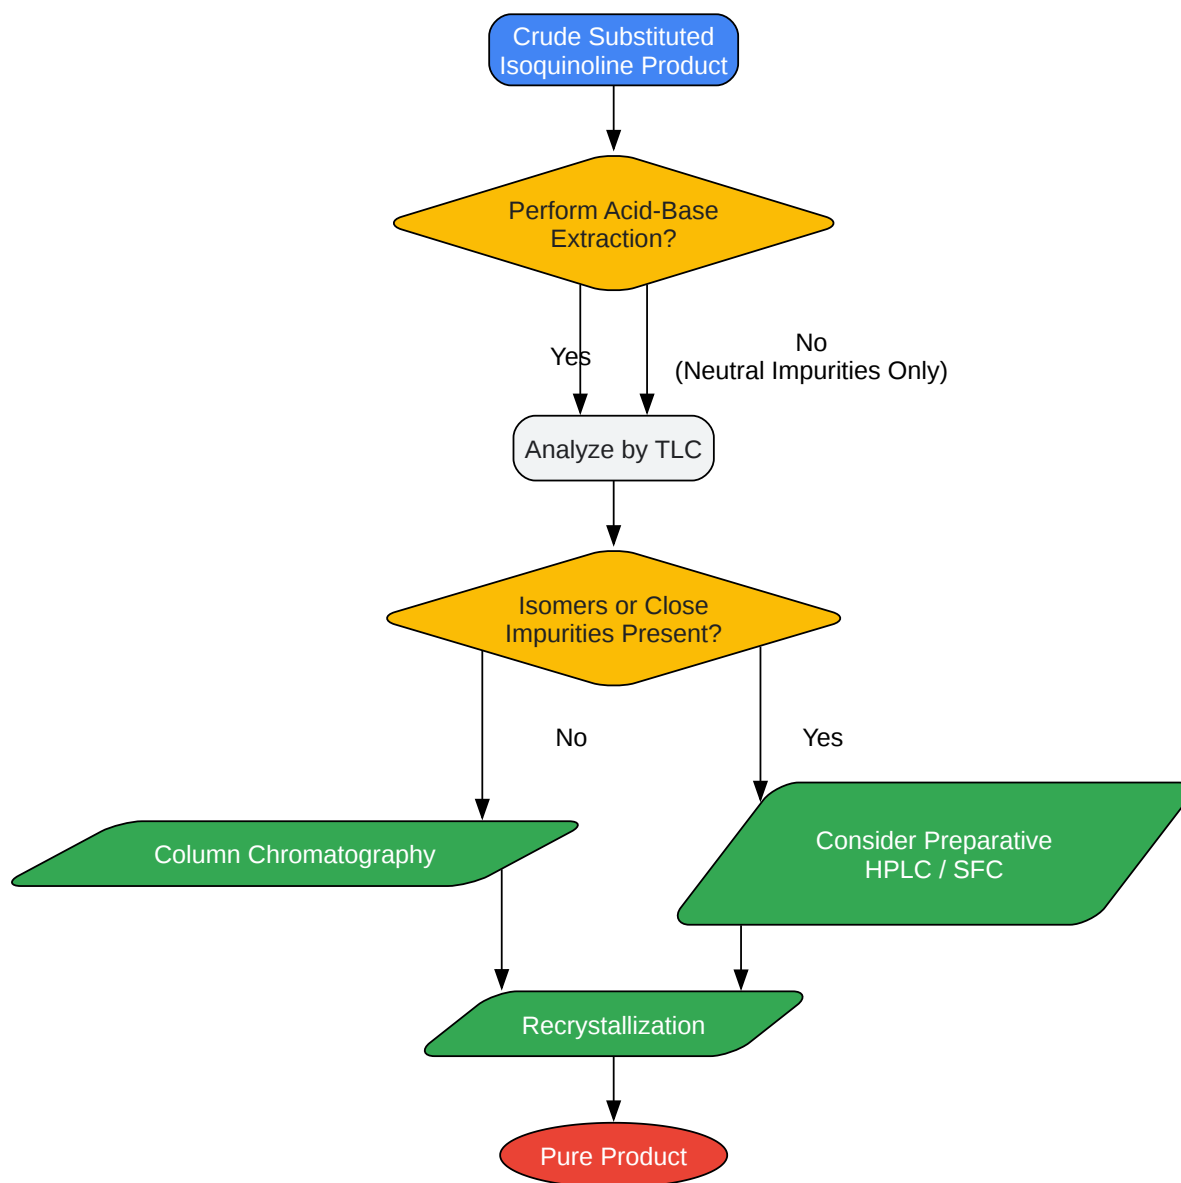 Crude Substituted
Isoquinoline Product
Perform Acid-Base
Extraction?
Yes
No
(Neutral Impurities Only)
Analyze by TLC
Isomers or Close
Impurities Present?
No
Yes
Column Chromatography
Consider Preparative
HPLC / SFC
Recrystallization
Pure Product